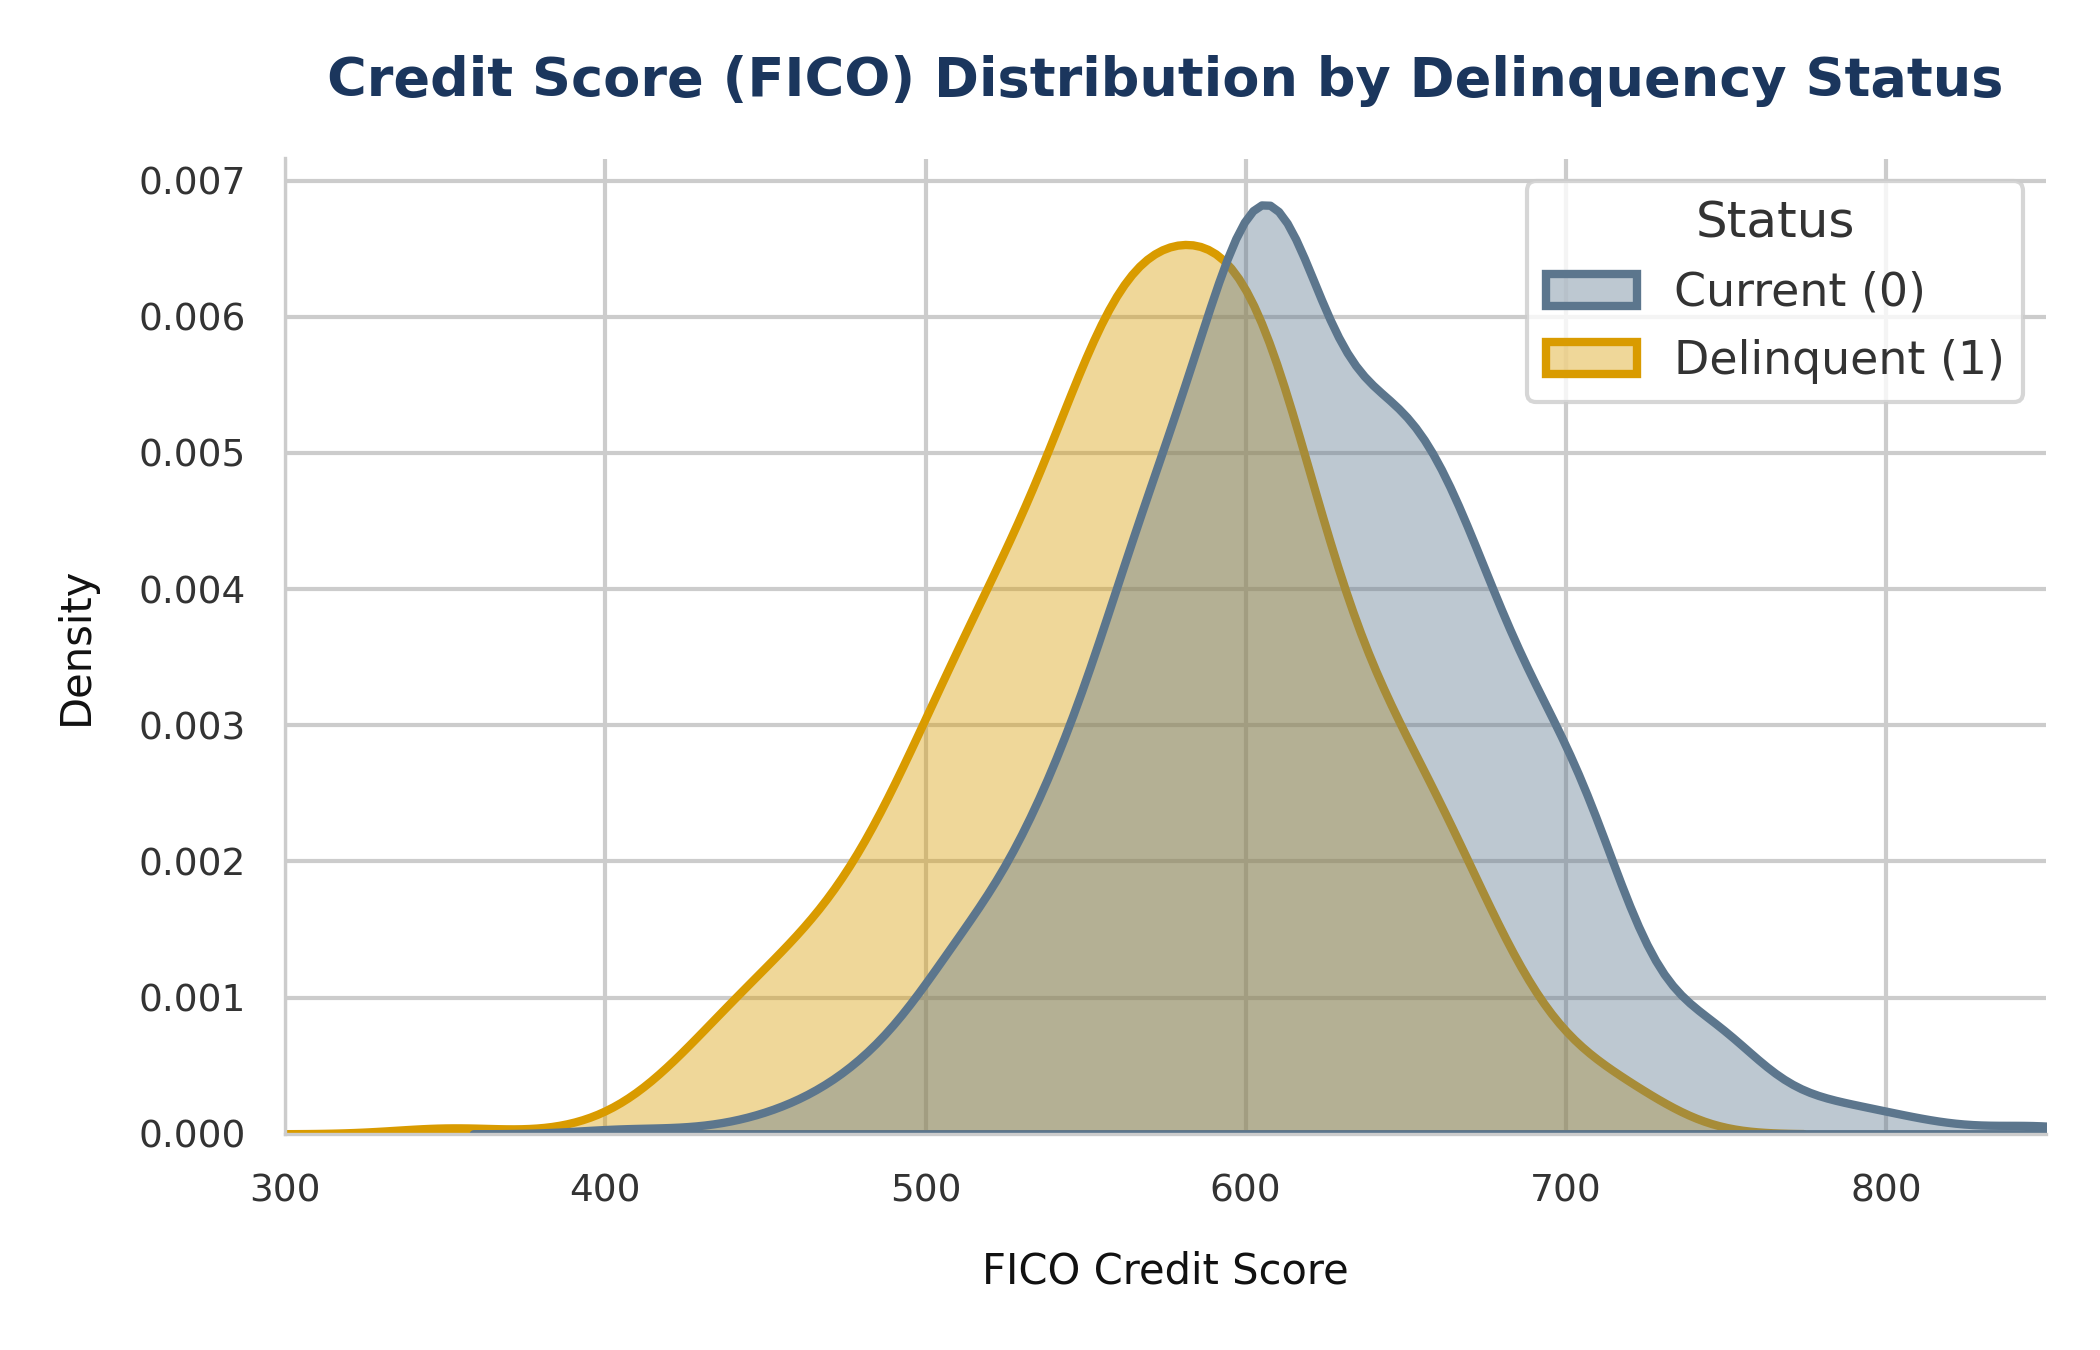 Credit Score (FICO) Distribution by Delinquency Status
0.007
0.006
0.005
0.004
0.003
0.002
0.001
0.000
Density
Status
Current (0)
Delinquent (1)
300 400 500 600 700 800
FICO Credit Score